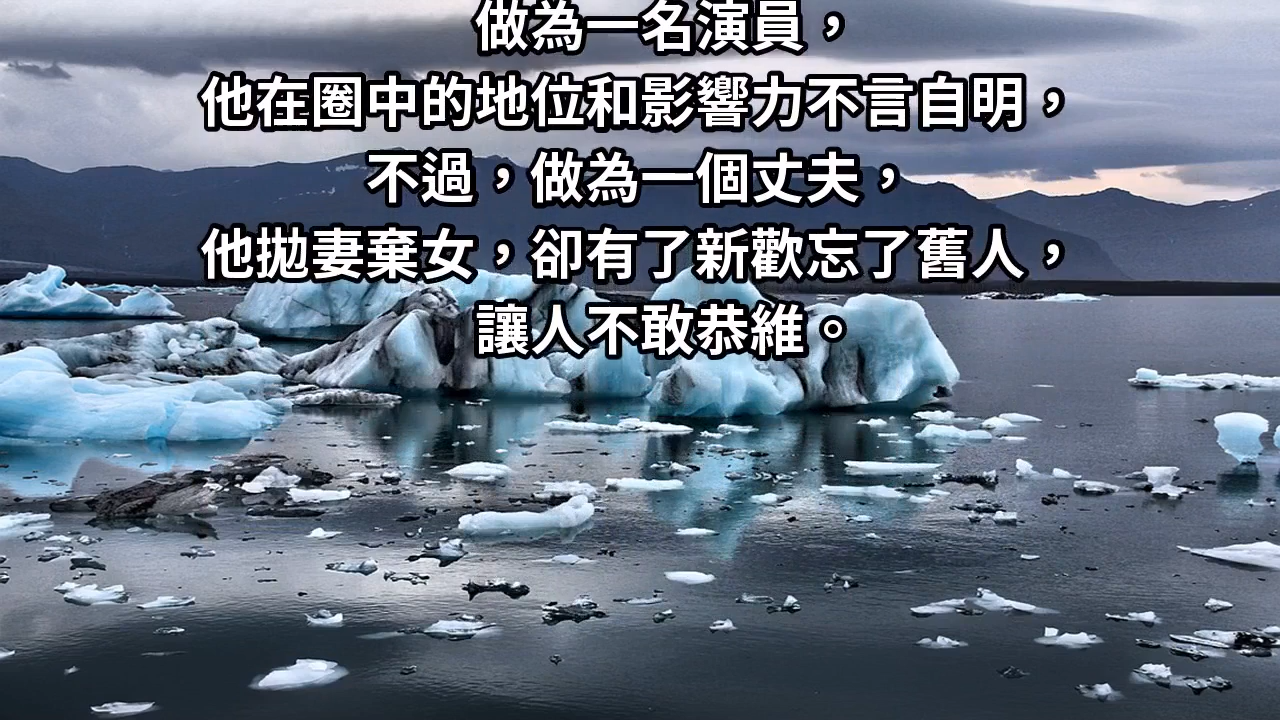 做為一名演員，
他在圈中的地位和影響力不言自明，
不過，做為一個丈夫，
他拋妻棄女，卻有了新歡忘了舊人，
讓人不敢恭維。